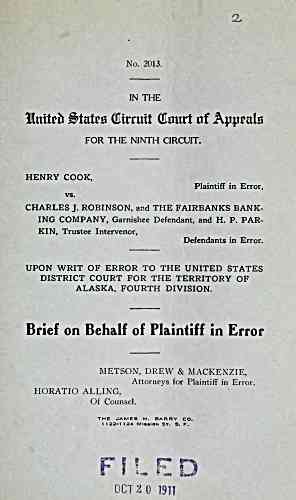 2
No. 2013.
IN THE
United States Circuit Court of Appeals
FOR THE NINTH CIRCUIT.
HENRY COOK,
Plaintiff in Error,
vs.
CHARLES J. ROBINSON, and THE FAIRBANKS BANK-
ING COMPANY, Garnishee Defendant, and H. P. PAR-
KIN, Trustee Intervenor,
Defendants in Error.
UPON WRIT OF ERROR TO THE UNITED STATES
DISTRICT COURT FOR THE TERRITORY OF
ALASKA, FOURTH DIVISION.
Brief on Behalf of Plaintiff in Error
METSON, DREW & MACKENZIE,
Attorneys for Plaintiff in Error.
HORATIO ALLING,
Of Counsel.
THE JAMES H. BARRY CO.
1122-1124 Mission St. S. F.
FILED
OCT 20 1911